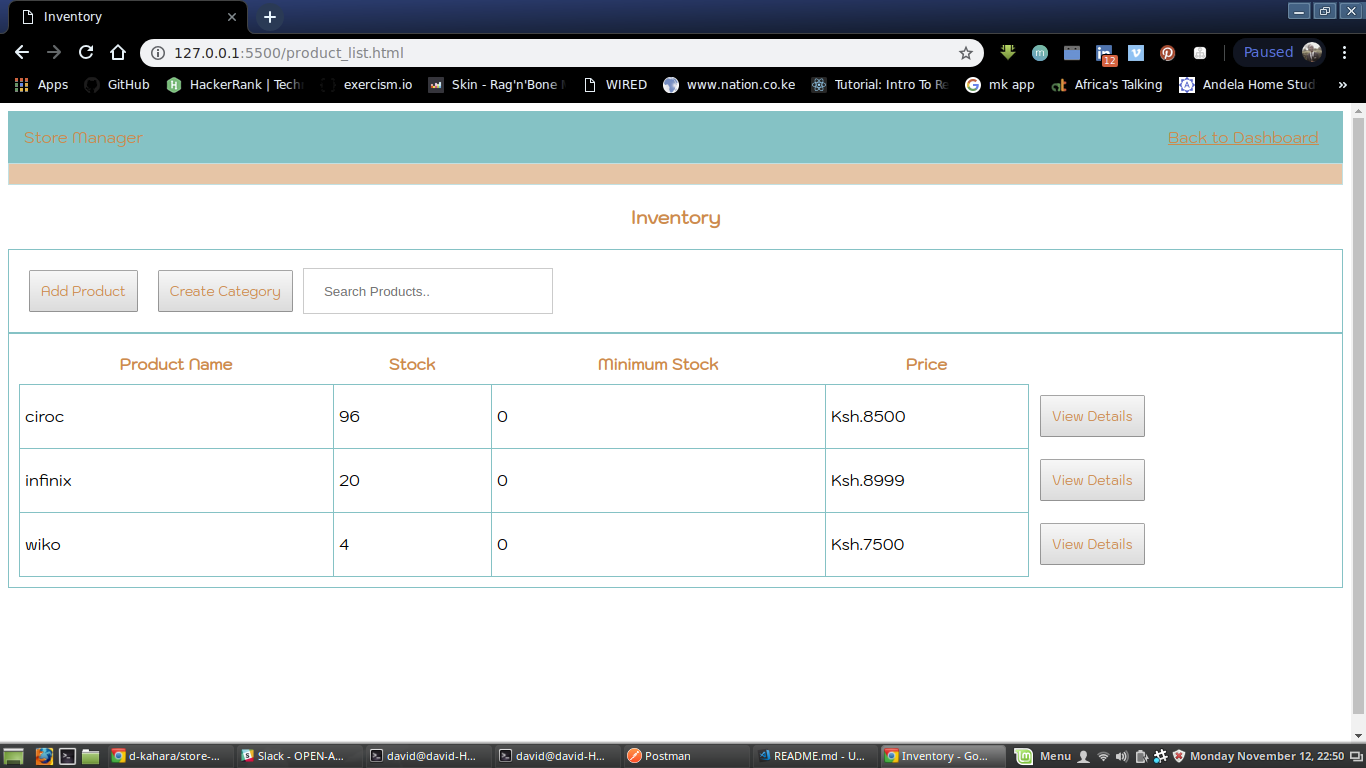 Inventory
127.0.0.1:5500/product_list.html
12
Paused
Apps GitHub HackerRank | Tech exercism.io Skin - Rag'n'Bone WIRED www.nation.co.ke Tutorial: Intro To Re mk app Africa's Talking Andela Home Stud »
Store Manager Back to Dashboard
Inventory
Add Product Create Category Search Products..
Product Name Stock Minimum Stock Price
ciroc 96 0 Ksh.8500 View Details
infinix 20 0 Ksh.8999 View Details
wiko 4 0 Ksh.7500 View Details
d-kahara/store-... Slack - OPEN-A... david@david-H... david@david-H... Postman README.md - U... Inventory - Go... Menu Monday November 12, 22:50